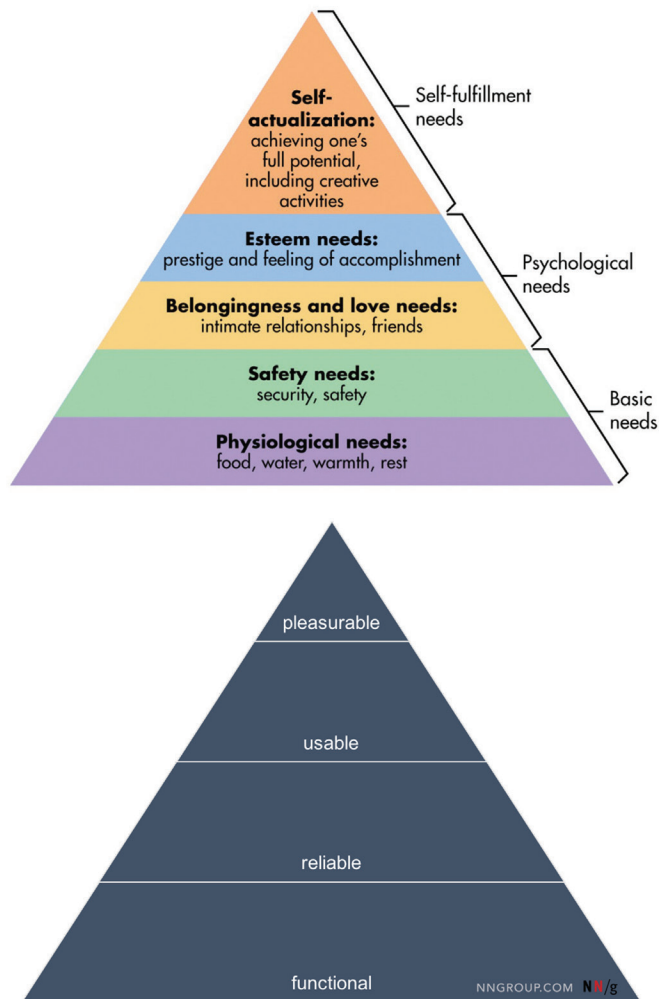 Self-
actualization:
achieving one's
full potential,
including creative
activities
Self-fulfillment
needs
Esteem needs:
prestige and feeling of accomplishment
Psychological
needs
Belongingness and love needs:
intimate relationships, friends
Safety needs:
security, safety
Basic
needs
Physiological needs:
food, water, warmth, rest
pleasurable
usable
reliable
functional
NNGROUP.COM NN/g